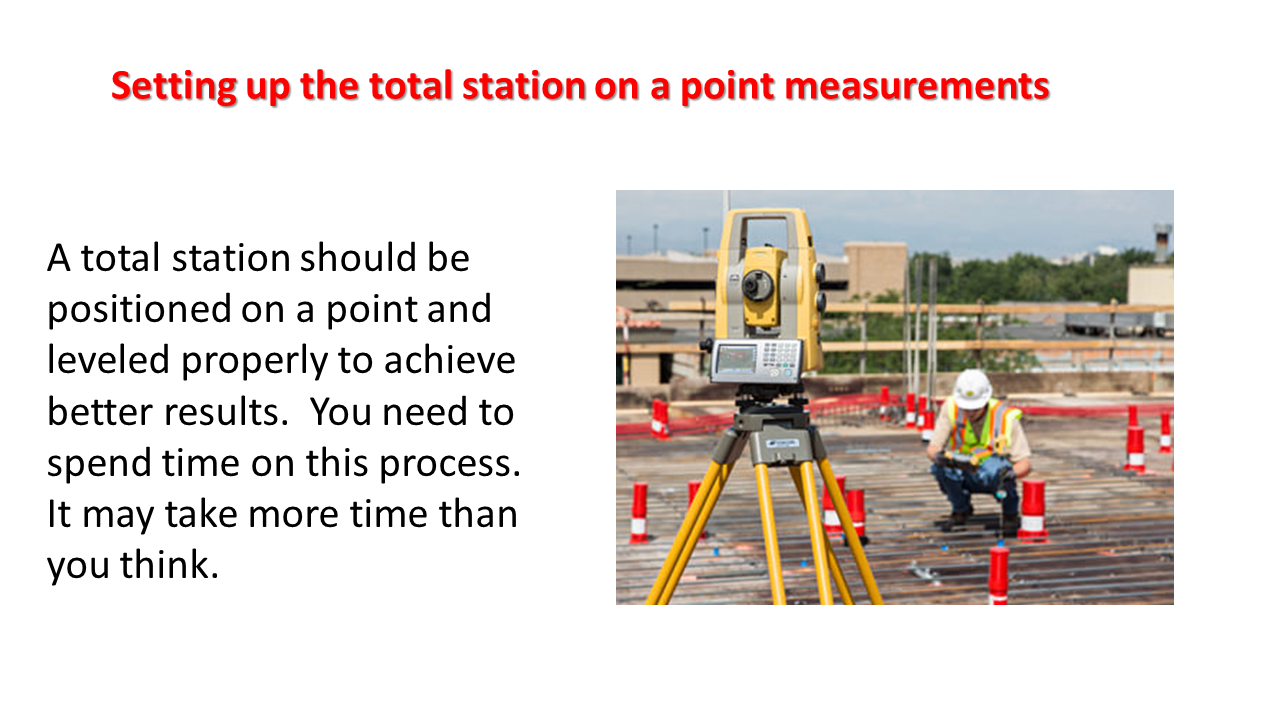 Setting up the total station on a point measurements
A total station should be
positioned on a point and
leveled properly to achieve
better results.  You need to
spend time on this process.
It may take more time than
you think.